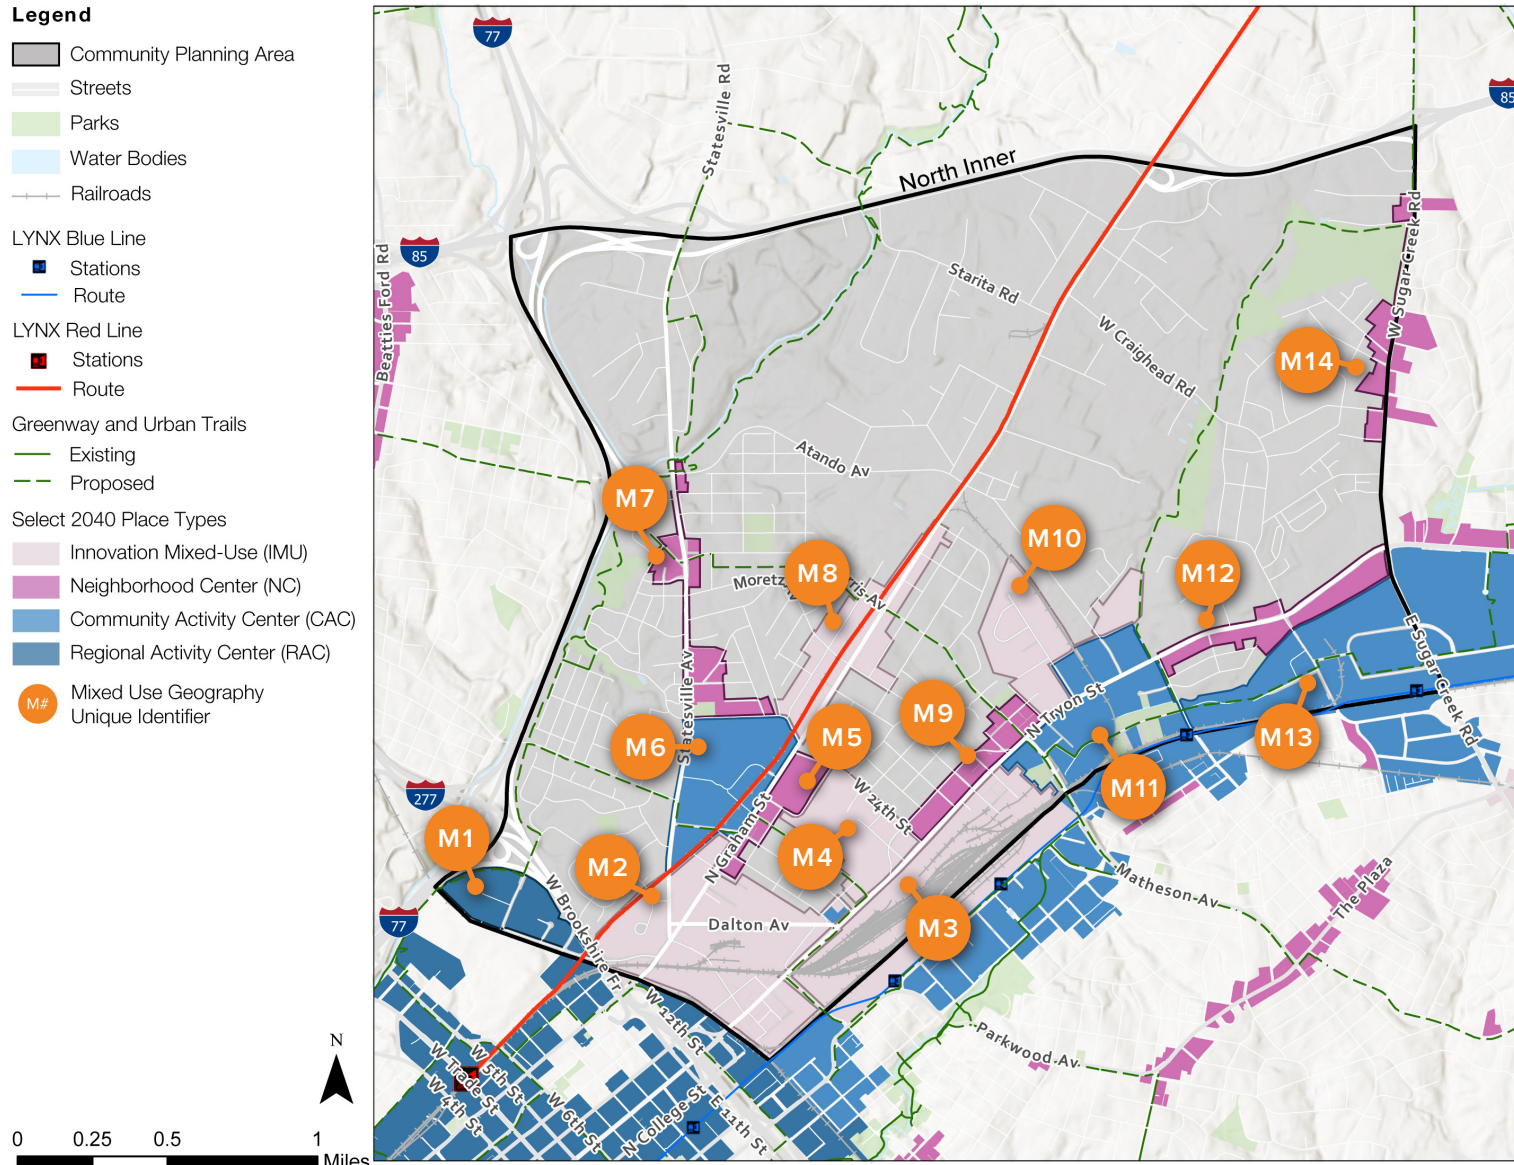 Legend
Community Planning Area
Streets
Parks
Water Bodies
Railroads
LYNX Blue Line
Stations
Route
LYNX Red Line
Stations
Route
Greenway and Urban Trails
Existing
Proposed
Select 2040 Place Types
Innovation Mixed-Use (IMU)
Neighborhood Center (NC)
Community Activity Center (CAC)
Regional Activity Center (RAC)
M#
Mixed Use Geography
Unique Identifier
N
0 0.25 0.5 1
Miles
77
85
Statesville Rd
North Inner
85
Beatties Ford Rd
Starita Rd
W Craighead Rd
W Sugar Creek Rd
M14
Atando Av
M7
M10
M8
M12
Moretz
rris Av
Statesville Av
M6
M5
M9
N Tryon St
E Sugar Creek Rd
M13
M11
277
M1
M2
N Graham St
W 24th St
M4
M3
Matheson Av
The Plaza
77
W Brookshire Fr
Dalton Av
W 12th St
Parkwood Av
W Trade St
W 5th St
W 4th St
W 6th St
N College St
E 11th St